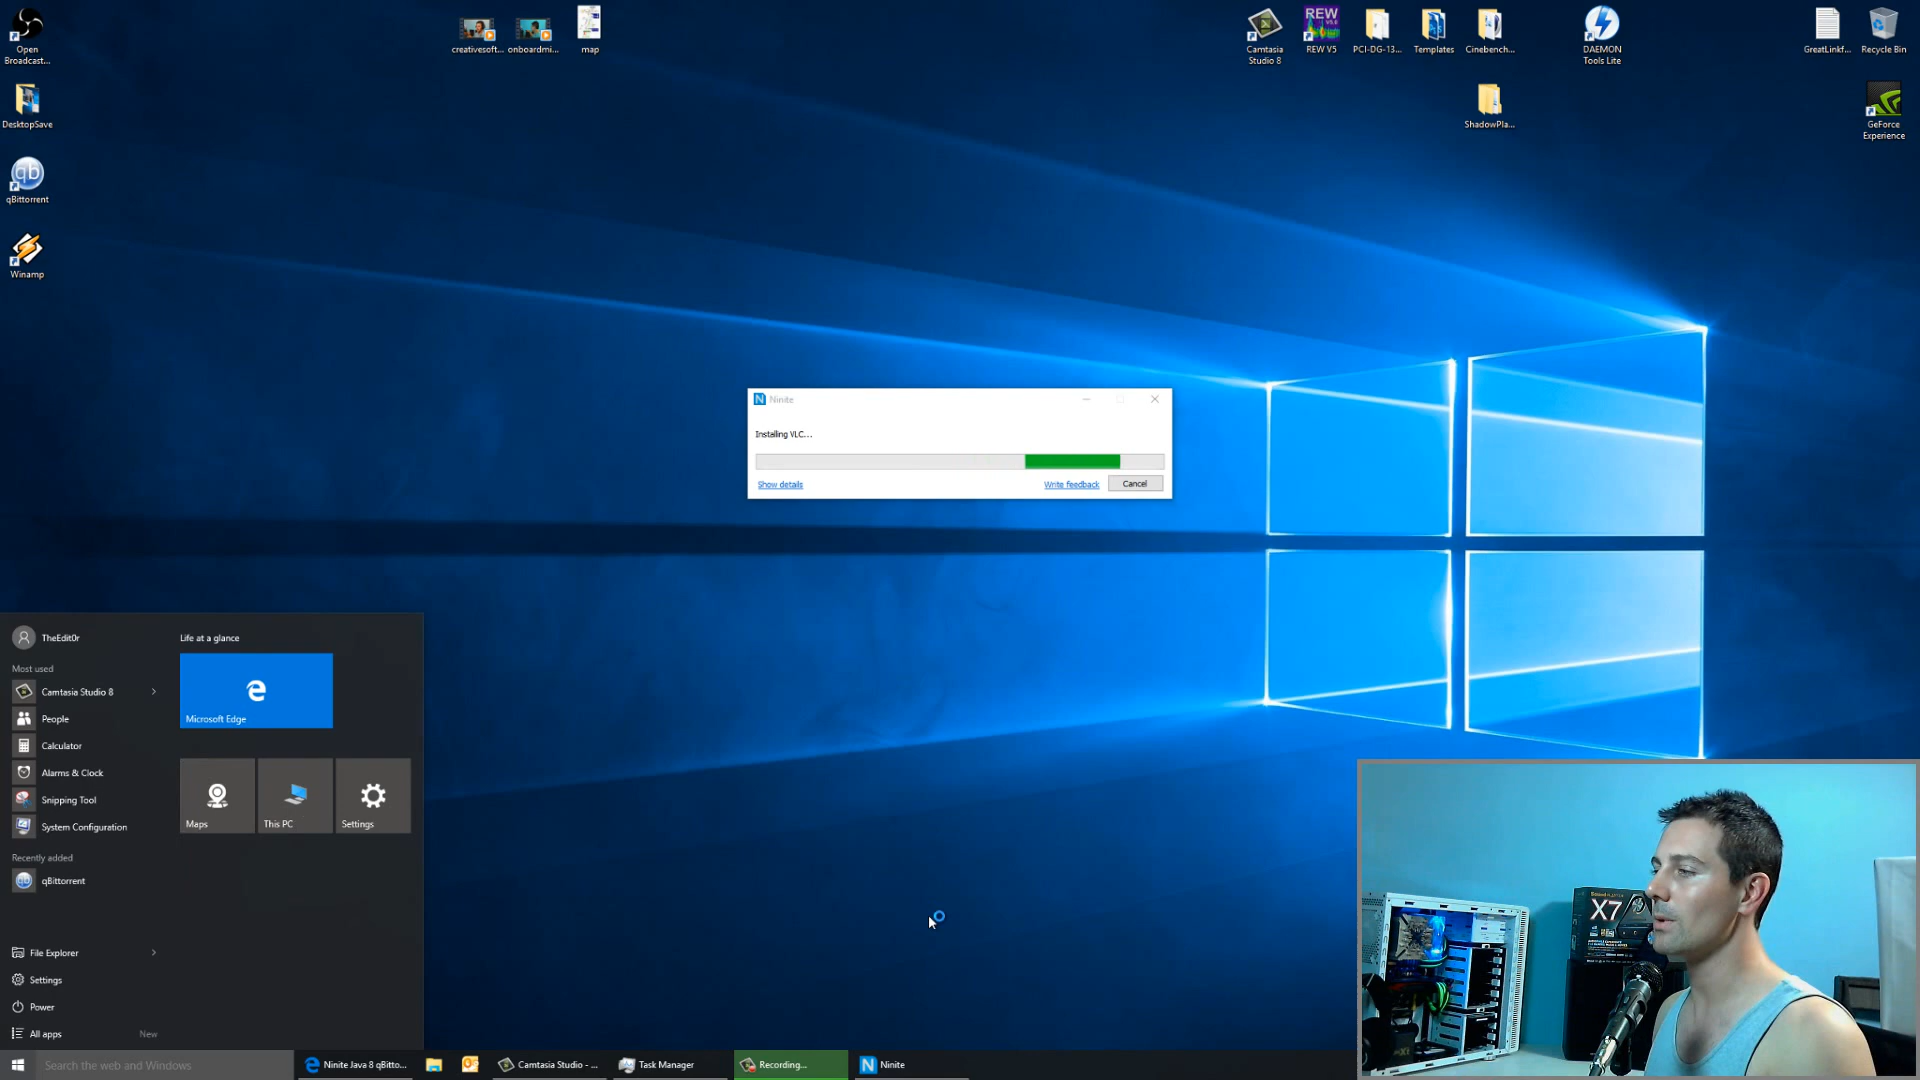 Open
Broadcast...
DesktopSave
qb
qBittorrent
Winamp
creativesoft...
onboardmi...
map
Camtasia
Studio 8
REW
REW V5
PCI-DG-13...
Templates
Cinebench...
ShadowPla...
DAEMON
Tools Lite
GreatLinkf...
Recycle Bin
GeForce
Experience
N Ninite
Installing VLC...
Show details
Write feedback
Cancel
TheEdit0r
Most used
Camtasia Studio 8
People
Calculator
Alarms & Clock
Snipping Tool
System Configuration
Recently added
qBittorrent
File Explorer
Settings
Power
All apps
New
Life at a glance
Microsoft Edge
Maps
This PC
Settings
X7
Search the web and Windows
Ninite Java 8 qBitto...
Camtasia Studio - ...
Task Manager
Recording...
N Ninite